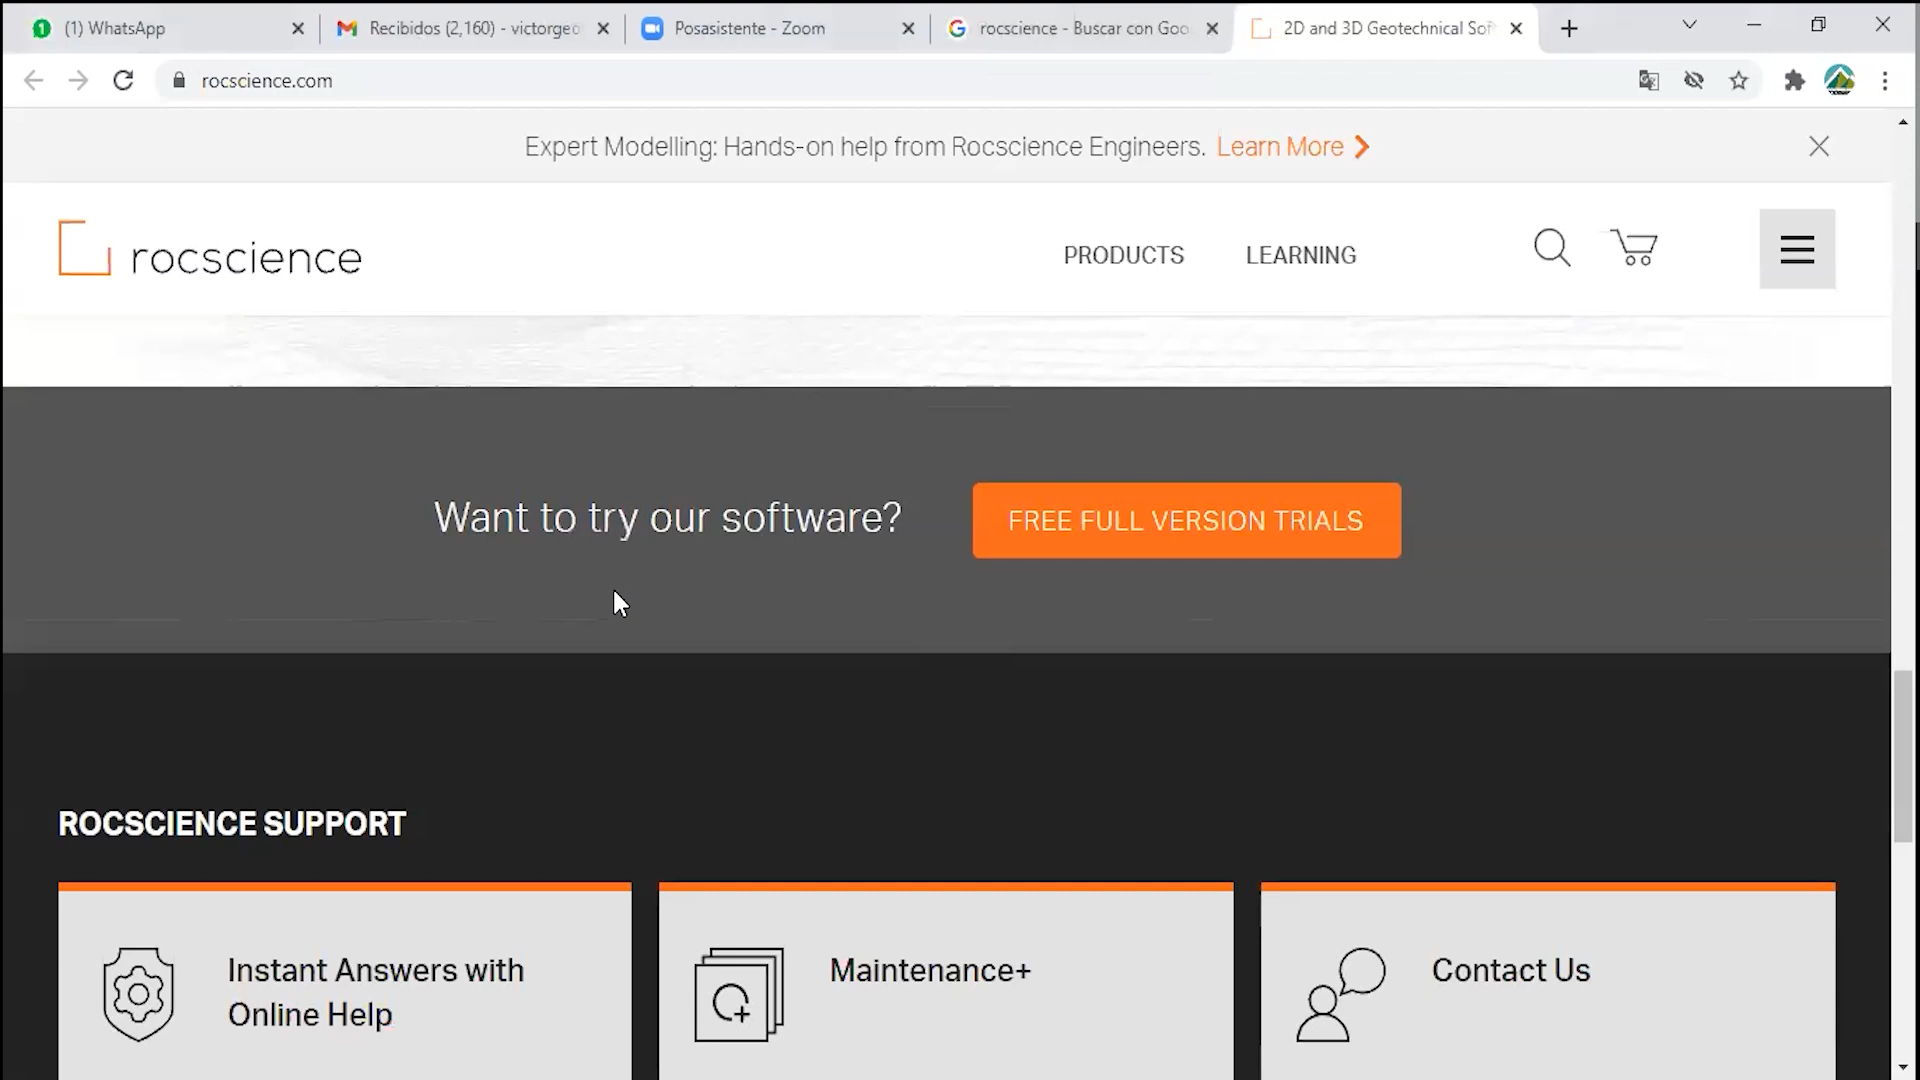 (1) WhatsApp
Recibidos (2,160) - victorgeo
Posasistente - Zoom
rocscience - Buscar con Goo
2D and 3D Geotechnical Sof
rocscience.com
Expert Modelling: Hands-on help from Rocscience Engineers. Learn More
rocscience
PRODUCTS
LEARNING
Want to try our software?
FREE FULL VERSION TRIALS
ROCSCIENCE SUPPORT
Instant Answers with
Online Help
Maintenance+
Contact Us